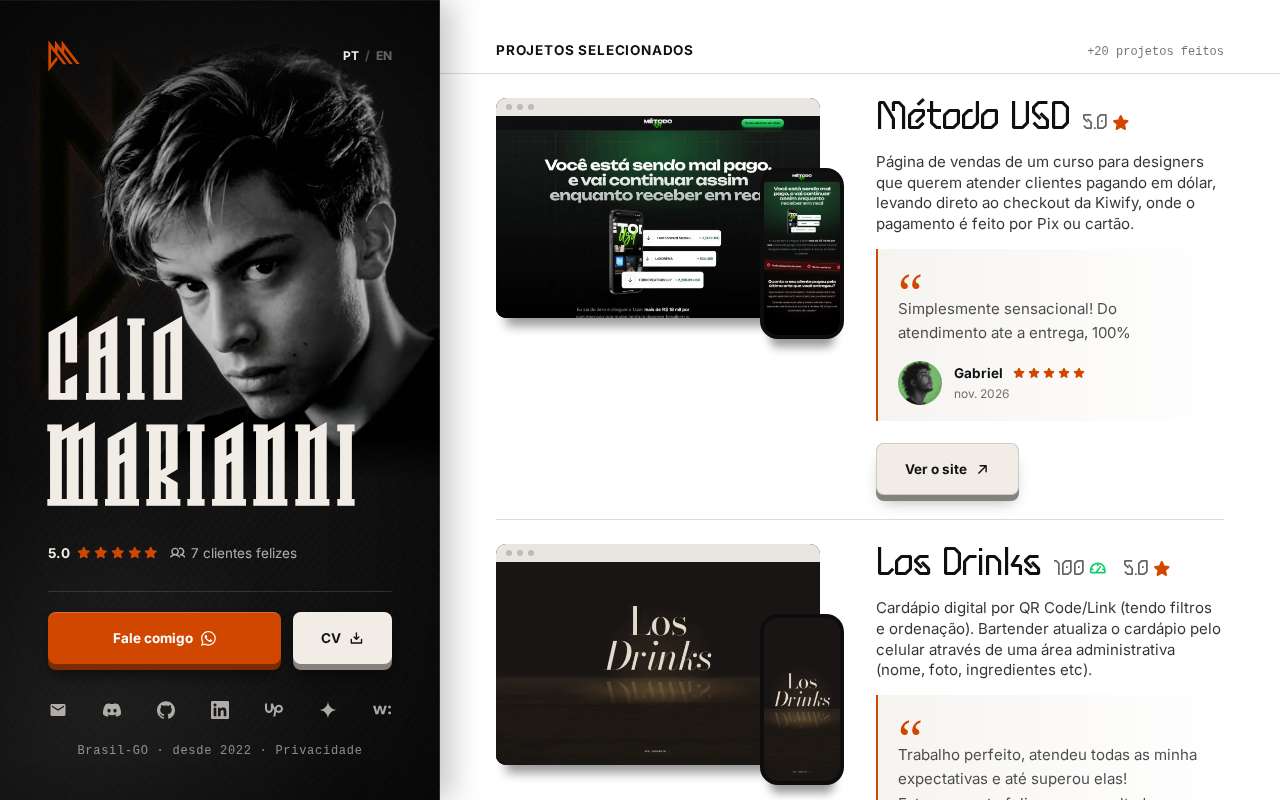 PT / EN
CAIO
MARIANNI
5.0 7 clientes felizes
Fale comigo
CV
Up
w:
Brasil-GO · desde 2022 · Privacidade
PROJETOS SELECIONADOS
+20 projetos feitos
MÉTODO
Você está sendo mal pago.
e vai continuar assim
enquanto receber em rea
Método USD 5.0
Página de vendas de um curso para designers
que querem atender clientes pagando em dólar,
levando direto ao checkout da Kiwify, onde o
pagamento é feito por Pix ou cartão.
“
Simplesmente sensacional! Do
atendimento ate a entrega, 100%
Gabriel
nov. 2026
Ver o site
Los
Drinks
Los
Drinks
Los Drinks 100 5.0
Cardápio digital por QR Code/Link (tendo filtros
e ordenação). Bartender atualiza o cardápio pelo
celular através de uma área administrativa
(nome, foto, ingredientes etc).
“
Trabalho perfeito, atendeu todas as minha
expectativas e até superou elas!